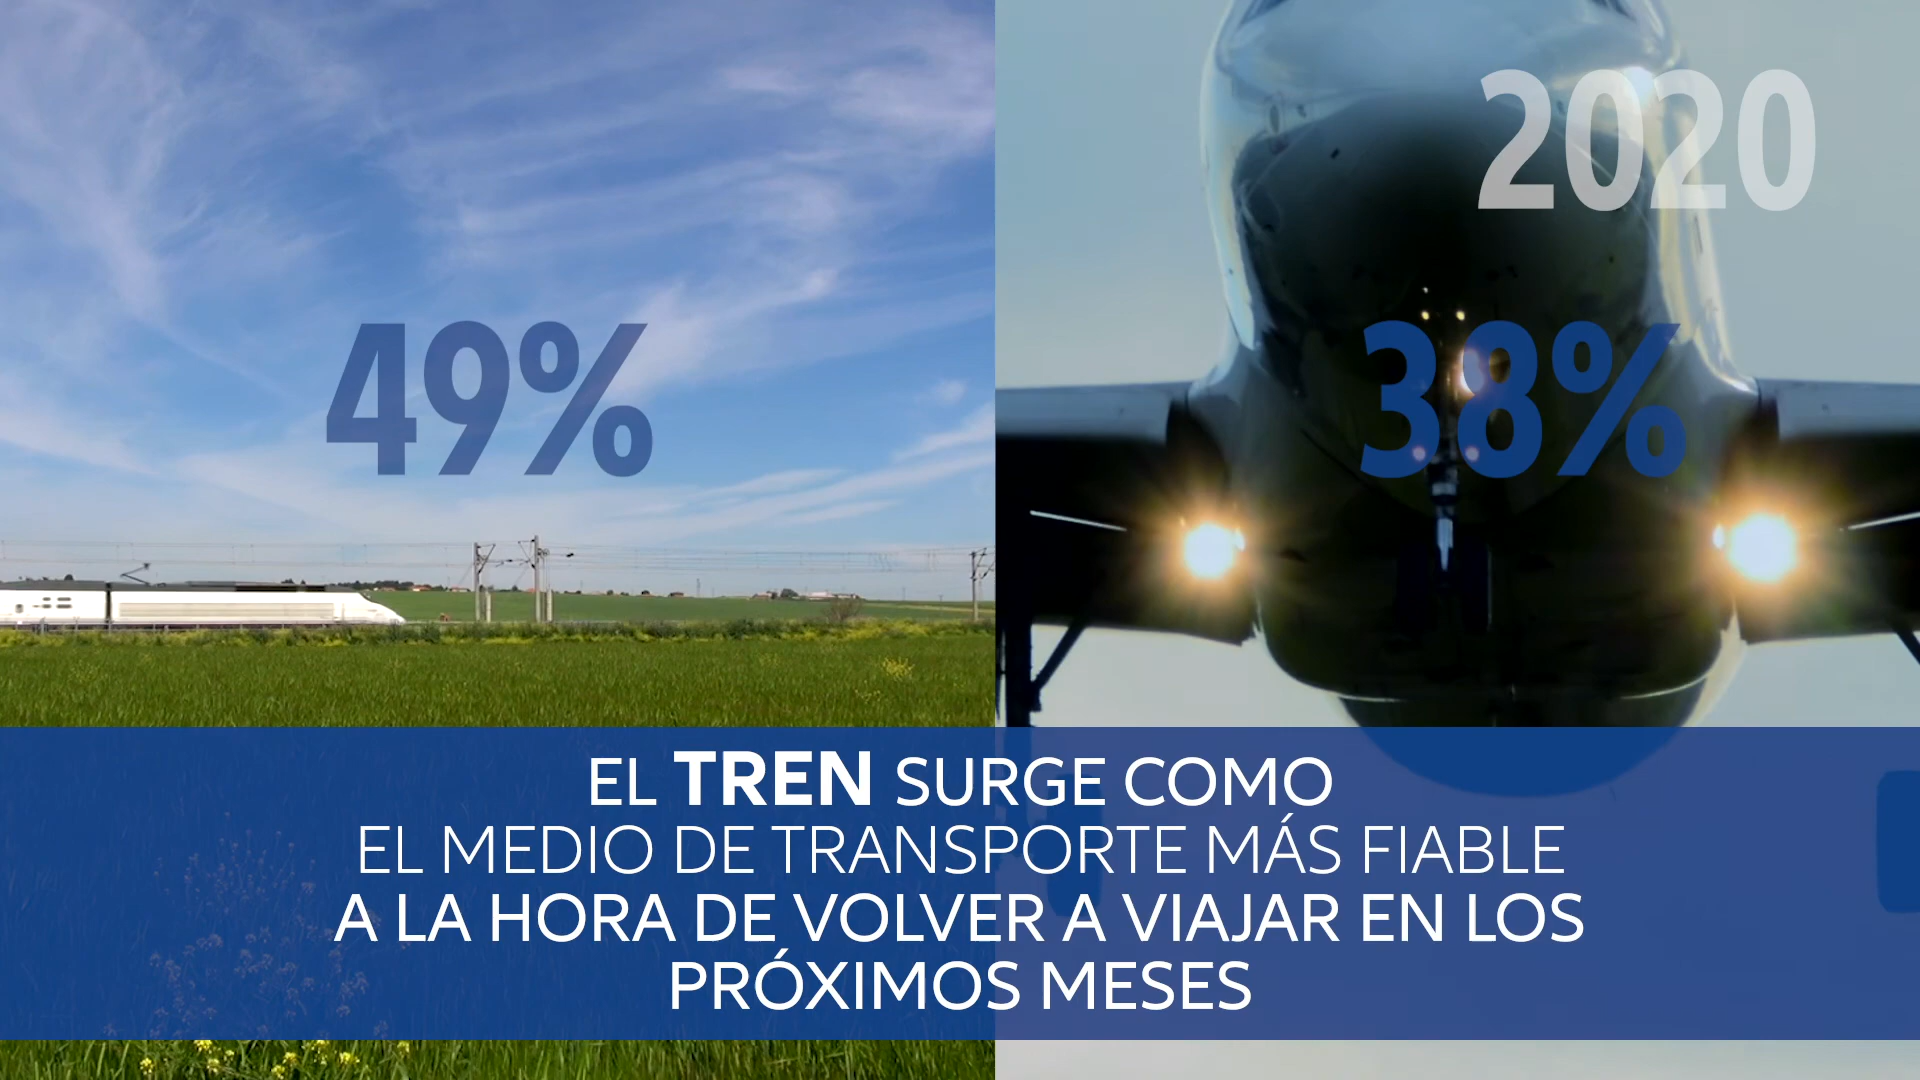 2020
49%
38%
EL TREN SURGE COMO
EL MEDIO DE TRANSPORTE MÁS FIABLE
A LA HORA DE VOLVER A VIAJAR EN LOS
PRÓXIMOS MESES